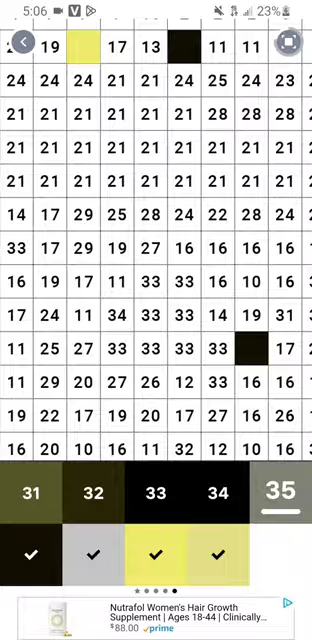 5:06 23%
19 17 13 11 11
24 24 24 21 21 24 25 24 23
21 21 21 21 21 21 28 28 28
21 21 21 21 21 21 21 21 21
21 21 21 21 21 21 21 21 21
14 17 29 25 28 24 22 28 24
33 17 29 19 27 16 16 16 16
16 19 17 11 33 33 16 10 16
17 24 11 34 33 33 14 19 31
11 25 27 33 33 33 33 17
11 29 20 27 26 12 33 16 16
19 22 17 19 20 17 27 16 26
16 20 10 16 11 32 12 10 16
31 32 33 34 35
Nutrafol Women's Hair Growth
Supplement | Ages 18-44 | Clinically...
$88.00 prime